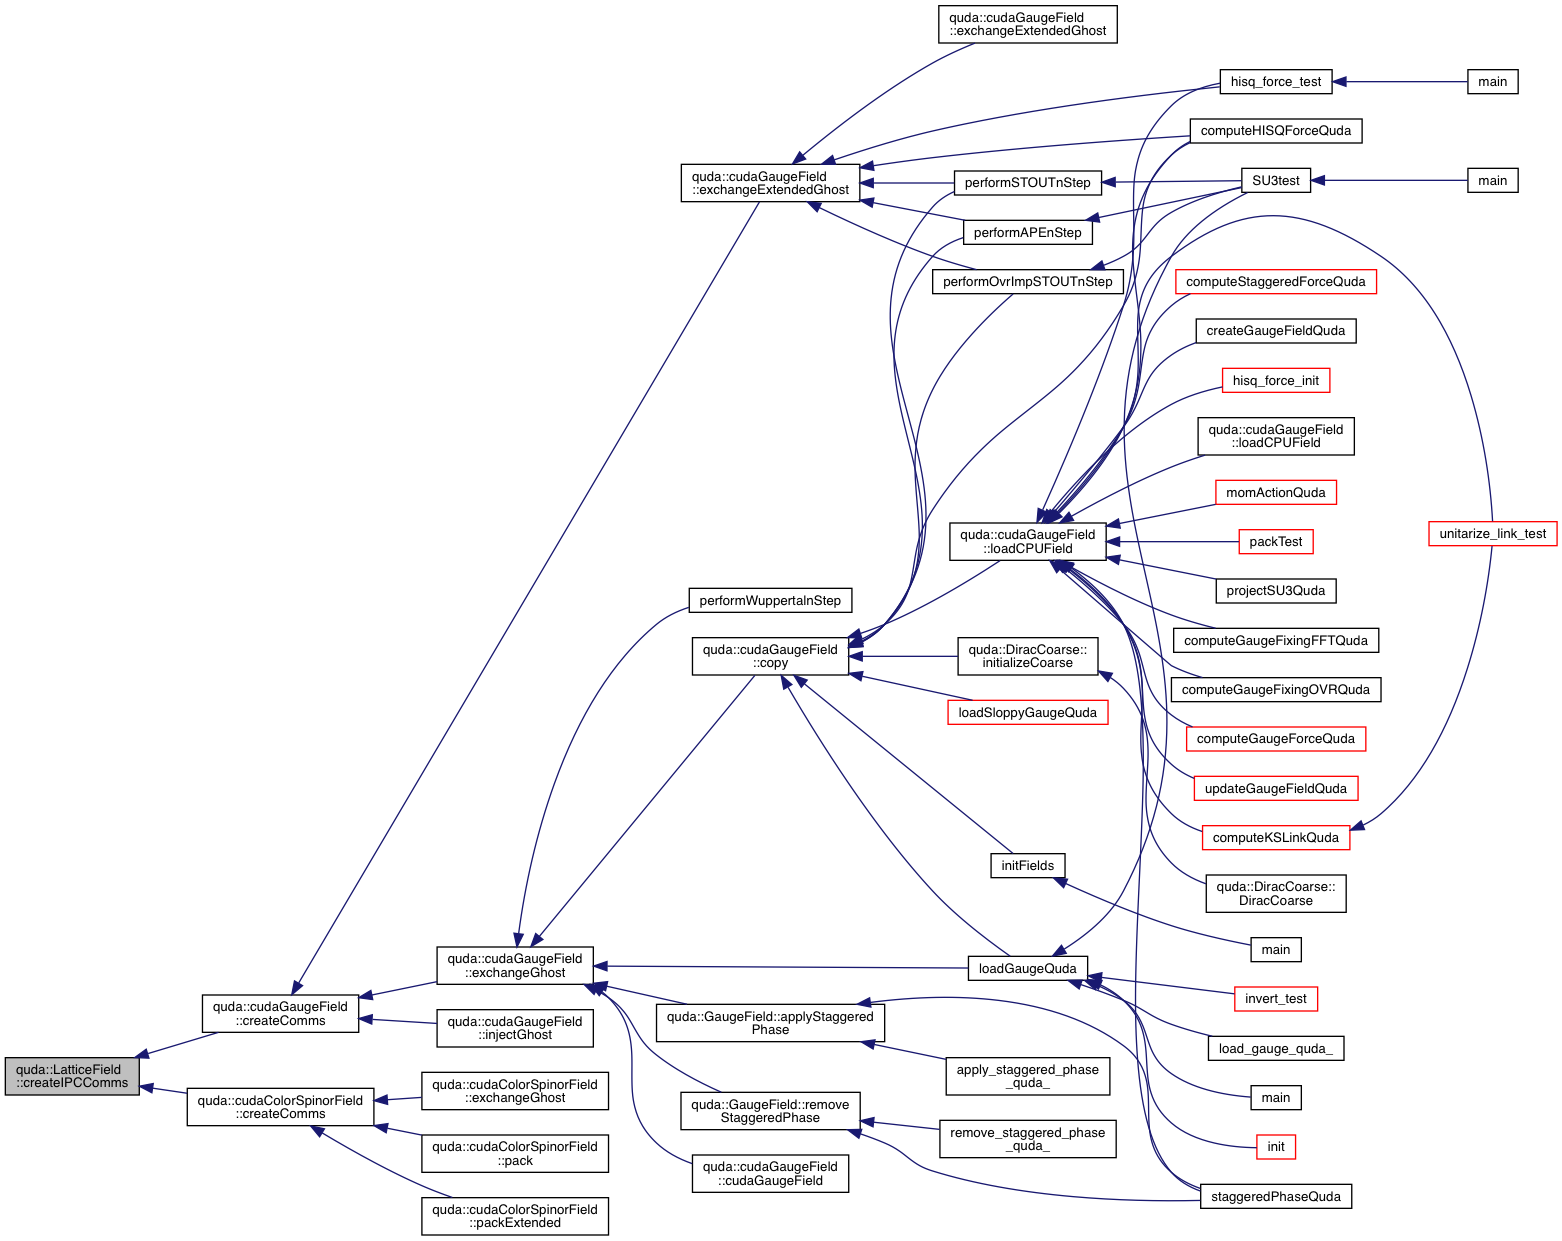 quda::cudaGaugeField
::exchangeExtendedGhost
hisq_force_test
main
computeHISQForceQuda
quda::cudaGaugeField
::exchangeExtendedGhost
performSTOUTnStep
SU3test
main
performAPEnStep
performOvrImpSTOUTnStep
computeStaggeredForceQuda
createGaugeFieldQuda
hisq_force_init
quda::cudaGaugeField
::loadCPUField
momActionQuda
quda::cudaGaugeField
::loadCPUField
packTest
unitarize_link_test
projectSU3Quda
performWuppertalnStep
computeGaugeFixingFFTQuda
quda::cudaGaugeField
::copy
quda::DiracCoarse::
initializeCoarse
computeGaugeFixingOVRQuda
loadSloppyGaugeQuda
computeGaugeForceQuda
updateGaugeFieldQuda
computeKSLinkQuda
initFields
quda::DiracCoarse::
DiracCoarse
main
quda::cudaGaugeField
::exchangeGhost
loadGaugeQuda
invert_test
quda::cudaGaugeField
::createComms
quda::cudaGaugeField
::injectGhost
quda::GaugeField::applyStaggered
Phase
load_gauge_quda_
quda::LatticeField
::createIPCComms
apply_staggered_phase
_quda_
main
quda::cudaColorSpinorField
::createComms
quda::cudaColorSpinorField
::exchangeGhost
quda::GaugeField::remove
StaggeredPhase
remove_staggered_phase
_quda_
init
quda::cudaColorSpinorField
::pack
quda::cudaGaugeField
::cudaGaugeField
staggeredPhaseQuda
quda::cudaColorSpinorField
::packExtended